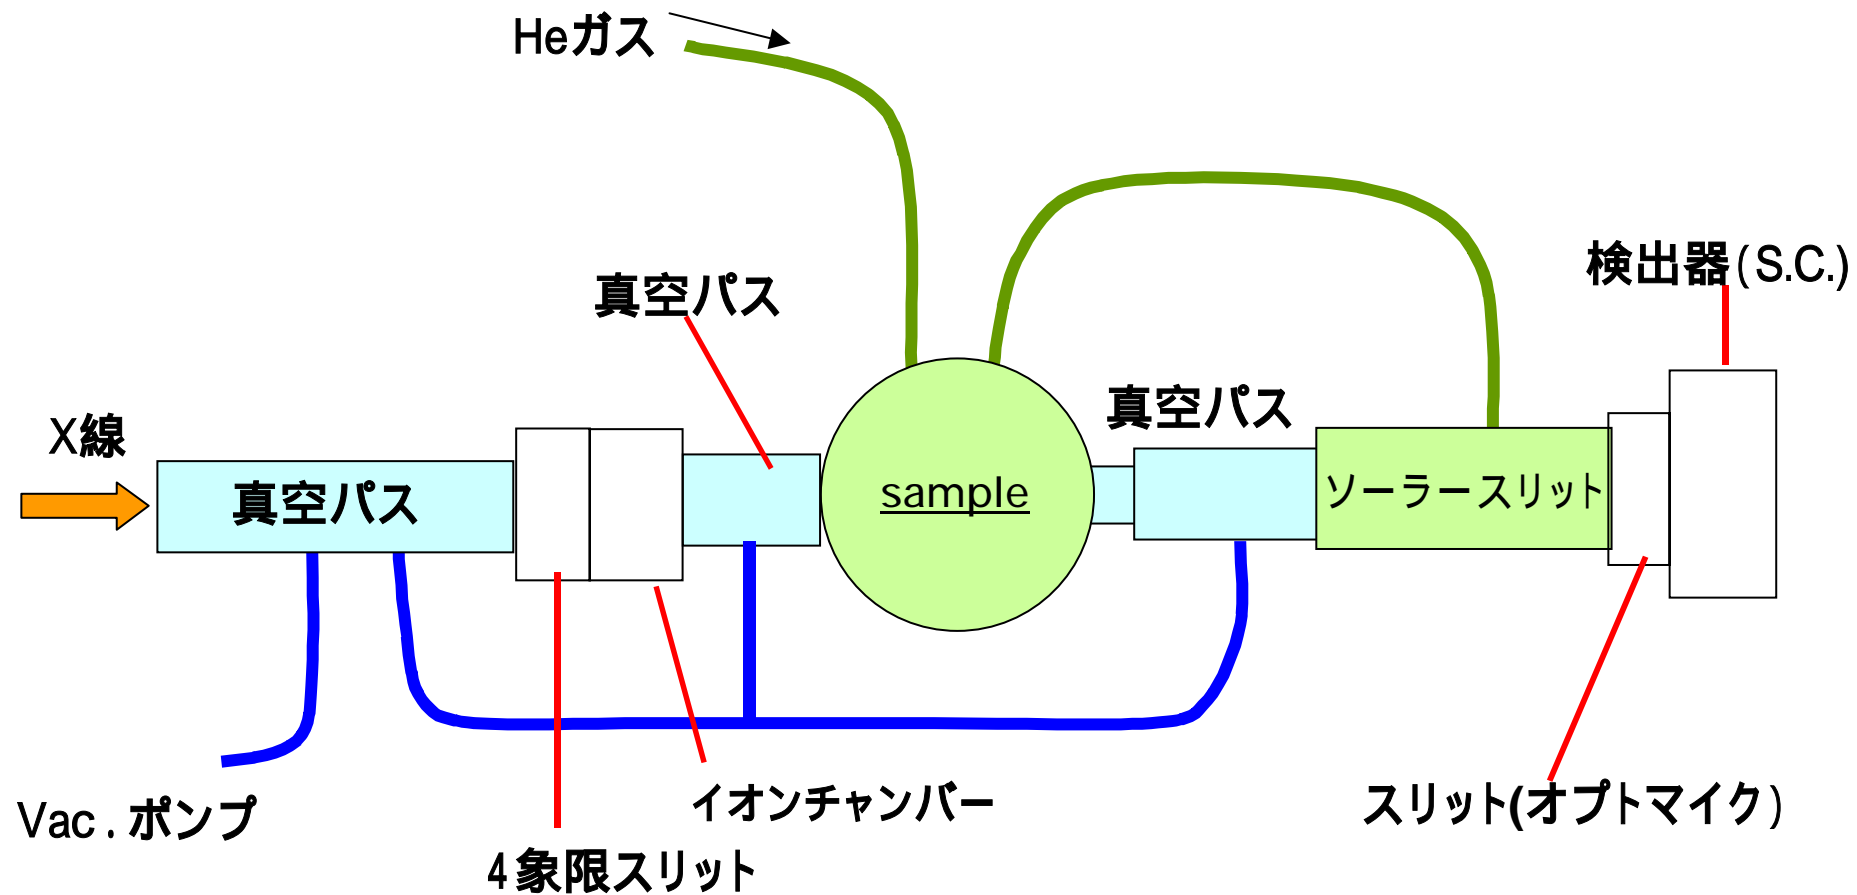 Heガス
検出器(S.C.)
真空パス
真空パス
X線
真空パス
sample
ソーラースリット
イオンチャンバー
スリット(オプトマイク)
Vac.ポンプ
4象限スリット